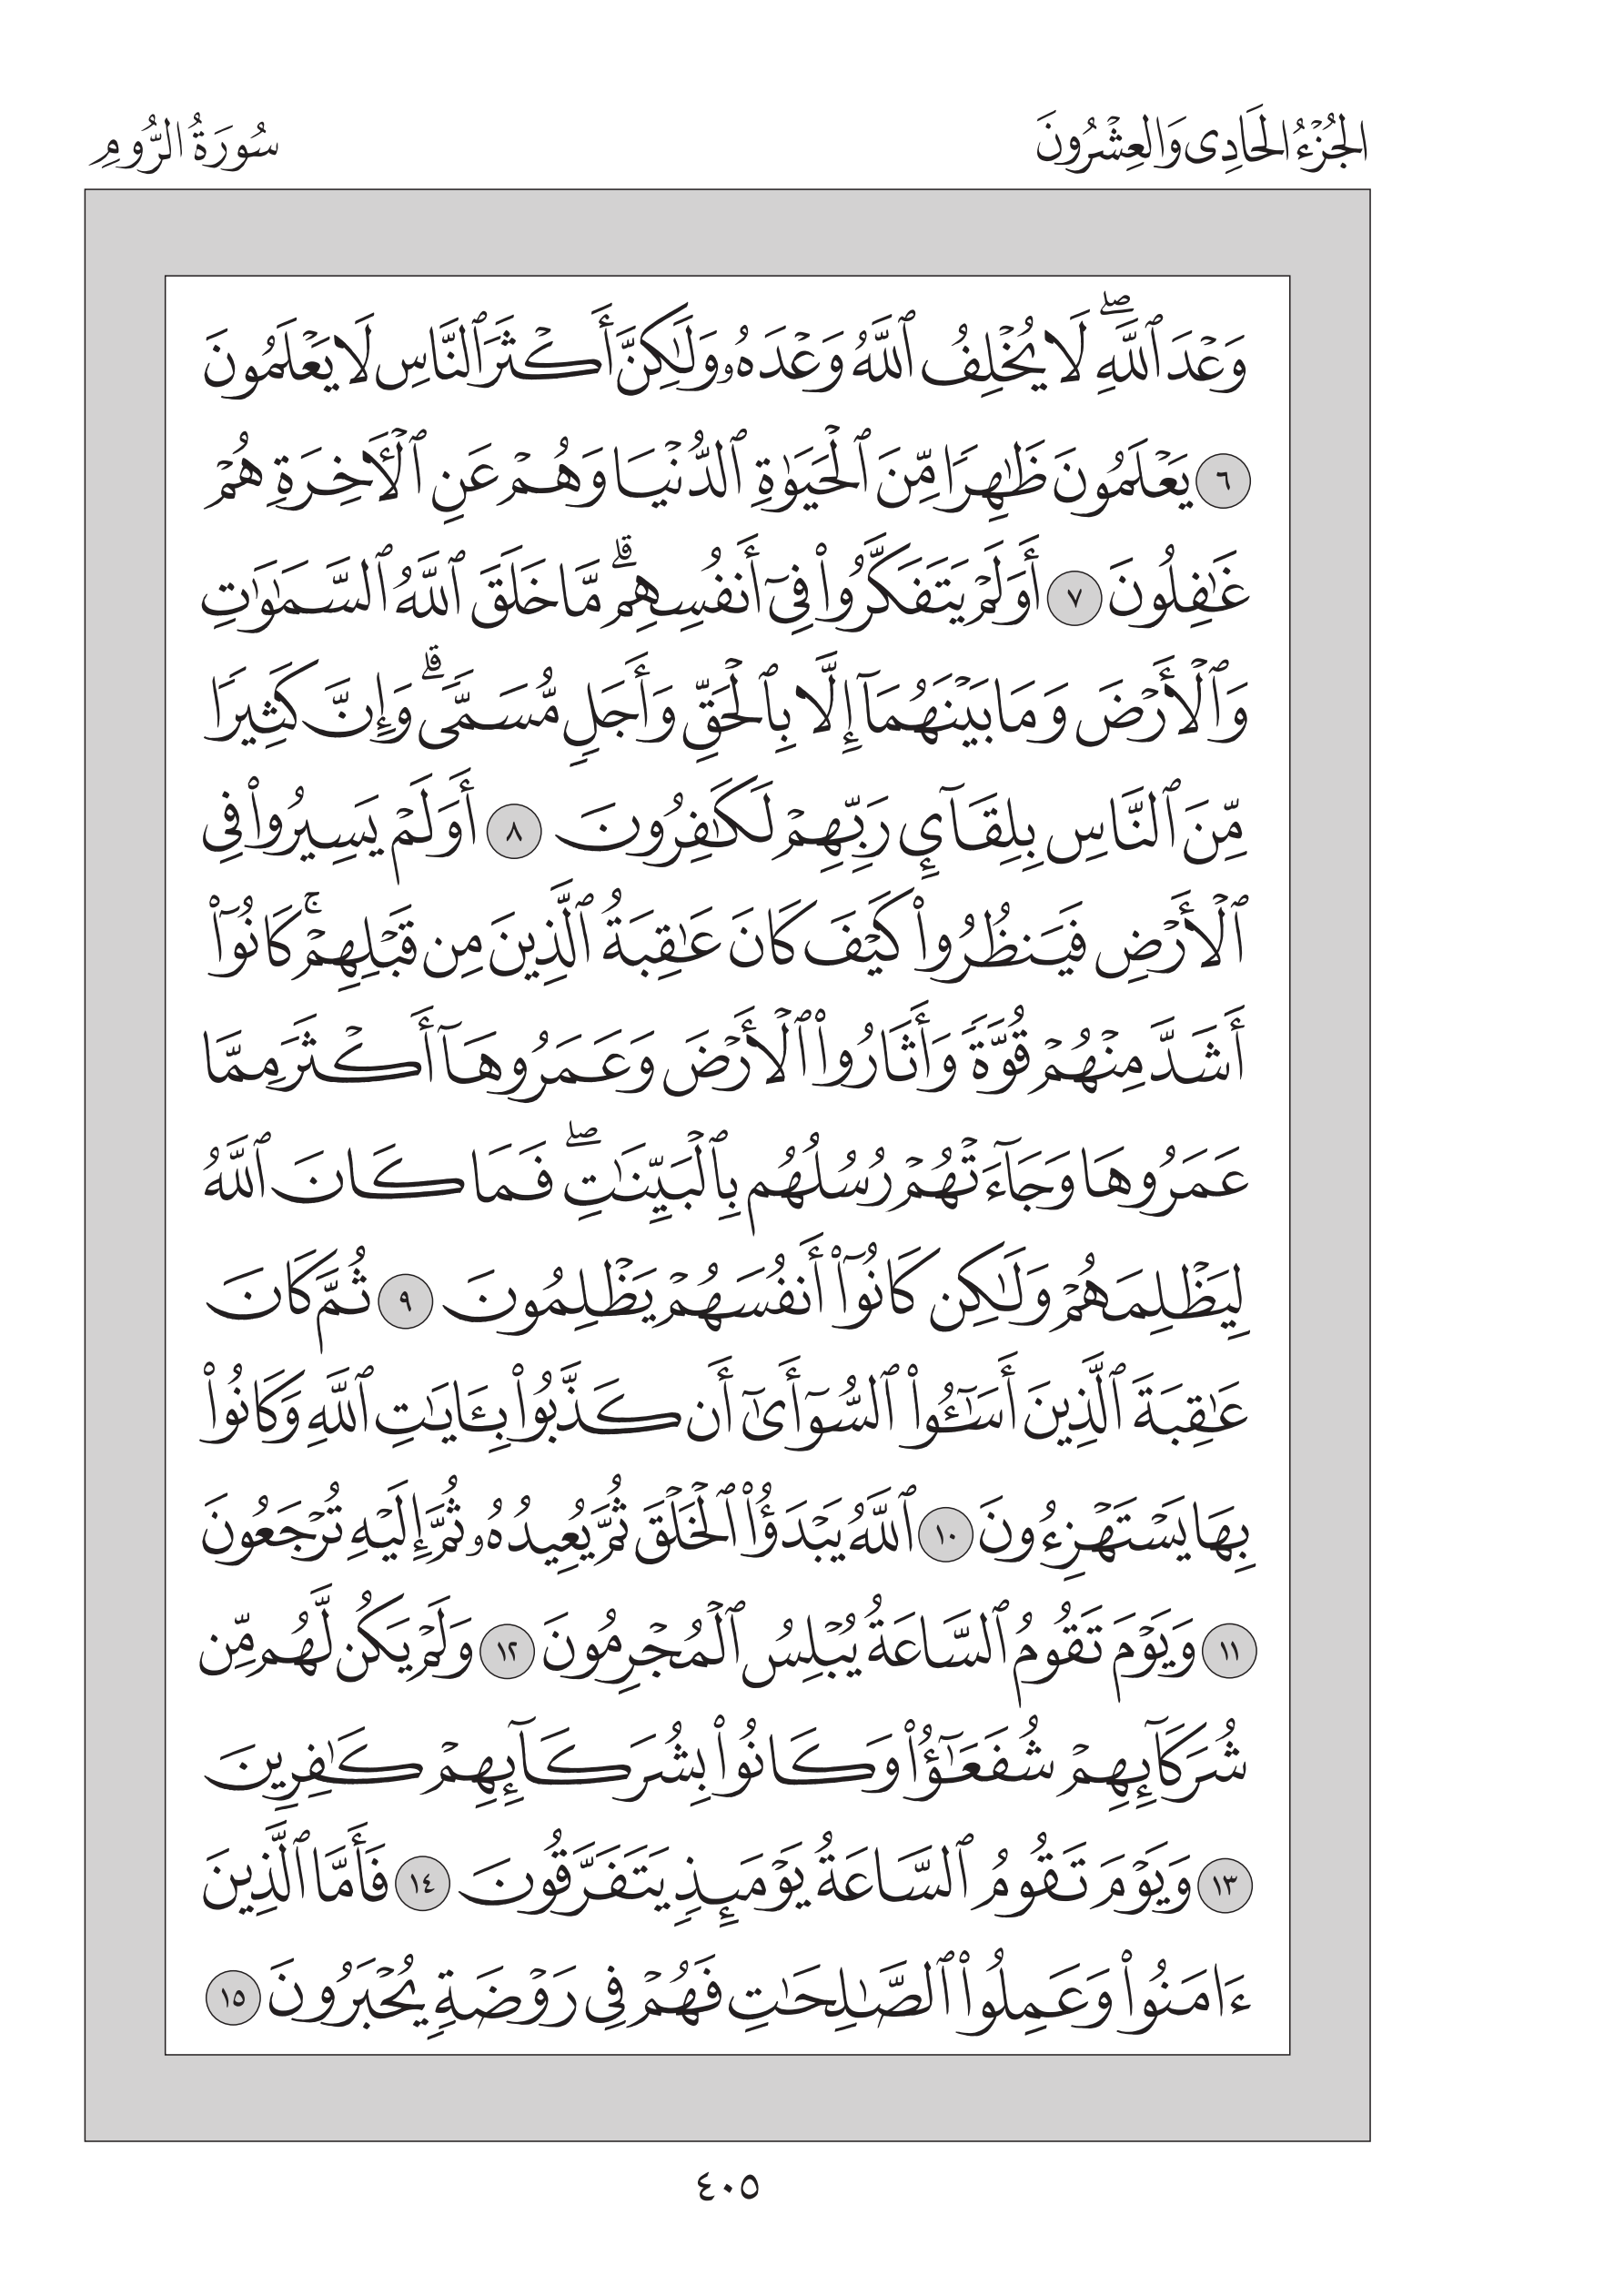 الجُزْءُ الحَادِى وَالعِشْرُونَ
سُورَةُ الرُّومِ
وَعْدَ ٱللَّهِۖ لَا يُخْلِفُ ٱللَّهُ وَعْدَهُۥ وَلَٰكِنَّ أَكْثَرَ ٱلنَّاسِ لَا يَعْلَمُونَ
٦ يَعْلَمُونَ ظَٰهِرًا مِّنَ ٱلْحَيَوٰةِ ٱلدُّنْيَا وَهُمْ عَنِ ٱلْأٓخِرَةِ هُمْ
غَٰفِلُونَ ٧ أَوَلَمْ يَتَفَكَّرُوا۟ فِىٓ أَنفُسِهِمۗ مَّا خَلَقَ ٱللَّهُ ٱلسَّمَٰوَٰتِ
وَٱلْأَرْضَ وَمَا بَيْنَهُمَآ إِلَّا بِٱلْحَقِّ وَأَجَلٍ مُّسَمًّىۗ وَإِنَّ كَثِيرًا
مِّنَ ٱلنَّاسِ بِلِقَآئِ رَبِّهِمْ لَكَٰفِرُونَ ٨ أَوَلَمْ يَسِيرُوا۟ فِى
ٱلْأَرْضِ فَيَنظُرُوا۟ كَيْفَ كَانَ عَٰقِبَةُ ٱلَّذِينَ مِن قَبْلِهِمْۚ كَانُوٓا۟
أَشَدَّ مِنْهُمْ قُوَّةً وَأَثَارُوا۟ ٱلْأَرْضَ وَعَمَرُوهَآ أَكْثَرَ مِمَّا
عَمَرُوهَا وَجَآءَتْهُمْ رُسُلُهُم بِٱلْبَيِّنَٰتِۖ فَمَا كَانَ ٱللَّهُ
لِيَظْلِمَهُمْ وَلَٰكِن كَانُوٓا۟ أَنفُسَهُمْ يَظْلِمُونَ ٩ ثُمَّ كَانَ
عَٰقِبَةَ ٱلَّذِينَ أَسَٰٓـُٔوا۟ ٱلسُّوٓأَىٰٓ أَن كَذَّبُوا۟ بِـَٔايَٰتِ ٱللَّهِ وَكَانُوا۟
بِهَا يَسْتَهْزِءُونَ ١٠ ٱللَّهُ يَبْدَؤُا۟ ٱلْخَلْقَ ثُمَّ يُعِيدُهُۥ ثُمَّ إِلَيْهِ تُرْجَعُونَ
١١ وَيَوْمَ تَقُومُ ٱلسَّاعَةُ يُبْلِسُ ٱلْمُجْرِمُونَ ١٢ وَلَمْ يَكُن لَّهُم مِّن
شُرَكَآئِهِمْ شُفَعَٰٓؤُا۟ وَكَانُوا۟ بِشُرَكَآئِهِمْ كَٰفِرِينَ
١٣ وَيَوْمَ تَقُومُ ٱلسَّاعَةُ يَوْمَئِذٍ يَتَفَرَّقُونَ ١٤ فَأَمَّا ٱلَّذِينَ
ءَامَنُوا۟ وَعَمِلُوا۟ ٱلصَّٰلِحَٰتِ فَهُمْ فِى رَوْضَةٍ يُحْبَرُونَ ١٥
٤٠٥